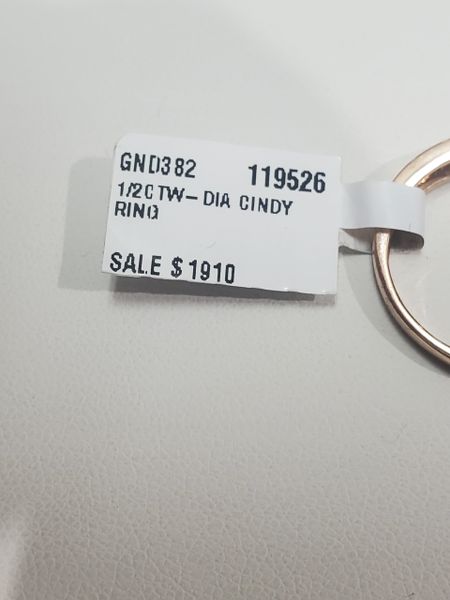 GND382 119526
1/2CTW-DIA CINDY
RING
SALE $1910